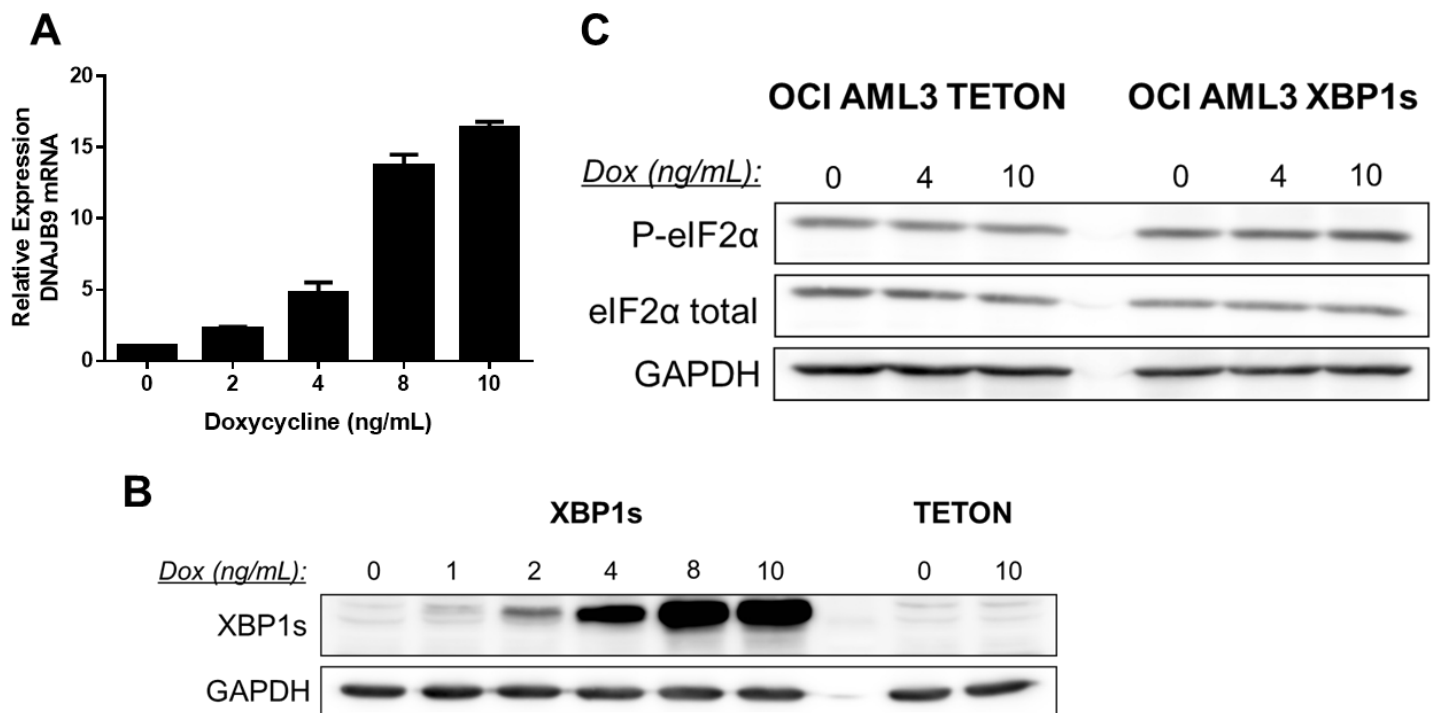 A
Relative Expression
DNAJB9 mRNA
20
15
10
5
0
0 2 4 8 10
Doxycycline (ng/mL)
C
OCI AML3 TETON OCI AML3 XBP1s
Dox (ng/mL): 0 4 10 0 4 10
P-eIF2α
eIF2α total
GAPDH
B
XBP1s TETON
Dox (ng/mL): 0 1 2 4 8 10 0 10
XBP1s
GAPDH